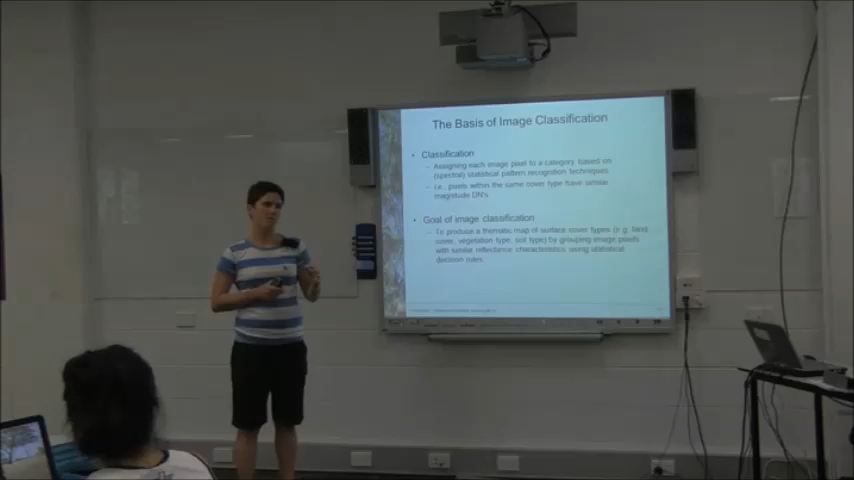 The Basis of Image Classification
• Classification
– Assigning each image pixel to a category based on
(spectral) statistical pattern recognition techniques
– i.e., pixels within the same cover type have similar
magnitude DN's
• Goal of image classification
– To produce a thematic map of surface cover types (e.g. land
cover, vegetation type, soil type) by grouping image pixels
with similar reflectance characteristics using statistical
decision rules.